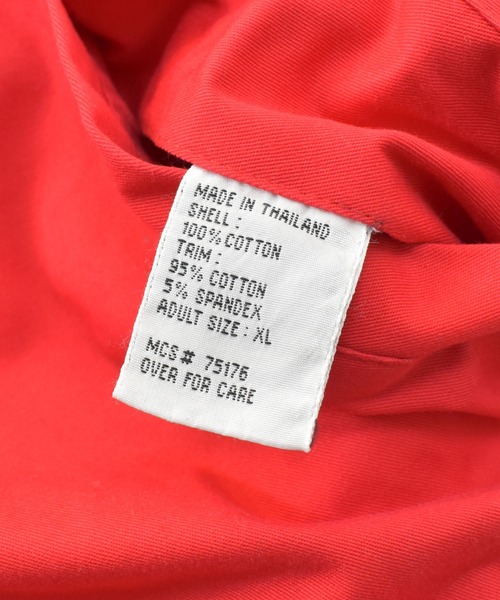 MADE IN THAILAND
SHELL:
100% COTTON
TRIM:
95% COTTON
5% SPANDEX
ADULT SIZE: XL
MCS# 75176
OVER FOR CARE